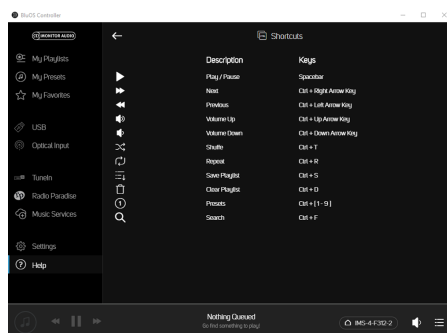 BluOS Controller
MONITOR AUDIO
Shortcuts
My Playlists
My Presets
My Favorites
USB
Optical Input
TuneIn
Radio Paradise
Music Services
Settings
Help
Description Keys
Play / Pause Spacebar
Next Ctrl + Right Arrow Key
Previous Ctrl + Left Arrow Key
Volume Up Ctrl + Up Arrow Key
Volume Down Ctrl + Down Arrow Key
Shuffle Ctrl + T
Repeat Ctrl + R
Save Playlist Ctrl + S
Clear Playlist Ctrl + D
1 Presets Ctrl + [1 - 9]
Search Ctrl + F
Nothing Queued
Go find something to play!
IMS-4-F312-2